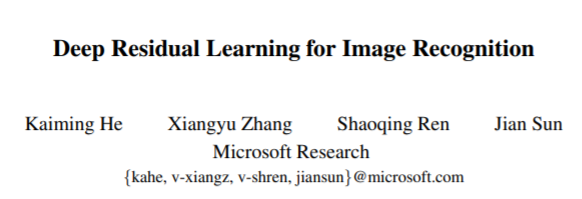 Deep Residual Learning for Image Recognition
Kaiming He Xiangyu Zhang Shaoqing Ren Jian Sun
Microsoft Research
{kahe, v-xiangz, v-shren, jiansun}@microsoft.com